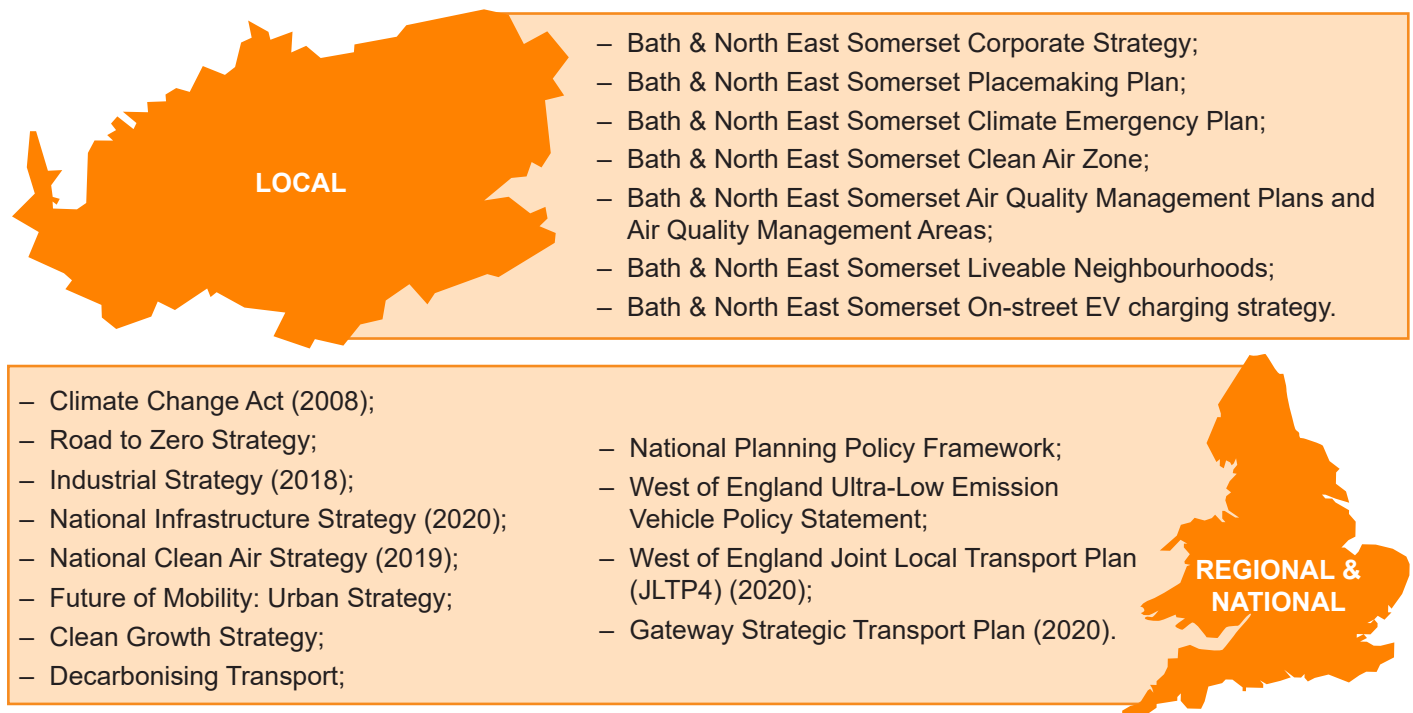 LOCAL
– Bath & North East Somerset Corporate Strategy;
– Bath & North East Somerset Placemaking Plan;
– Bath & North East Somerset Climate Emergency Plan;
– Bath & North East Somerset Clean Air Zone;
– Bath & North East Somerset Air Quality Management Plans and
Air Quality Management Areas;
– Bath & North East Somerset Liveable Neighbourhoods;
– Bath & North East Somerset On-street EV charging strategy.
– Climate Change Act (2008);
– Road to Zero Strategy;
– Industrial Strategy (2018);
– National Infrastructure Strategy (2020);
– National Clean Air Strategy (2019);
– Future of Mobility: Urban Strategy;
– Clean Growth Strategy;
– Decarbonising Transport;
– National Planning Policy Framework;
– West of England Ultra-Low Emission
Vehicle Policy Statement;
– West of England Joint Local Transport Plan
(JLTP4) (2020);
– Gateway Strategic Transport Plan (2020).
REGIONAL &
NATIONAL